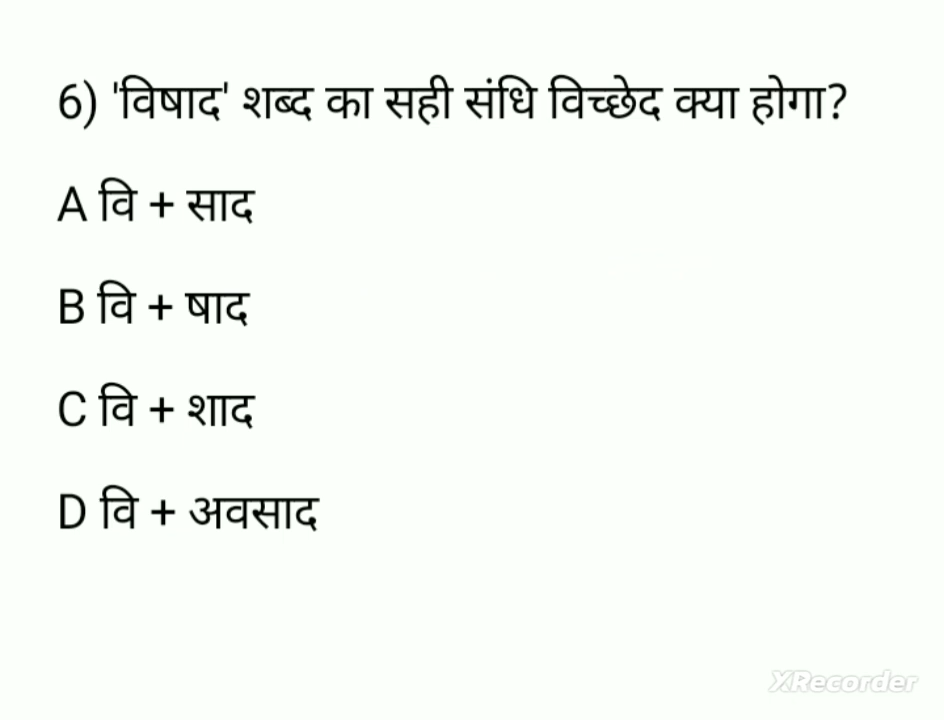 6) 'विषाद' शब्द का सही संधि विच्छेद क्या होगा?
A वि + साद
B वि + षाद
C वि + शाद
D वि + अवसाद
XRecorder